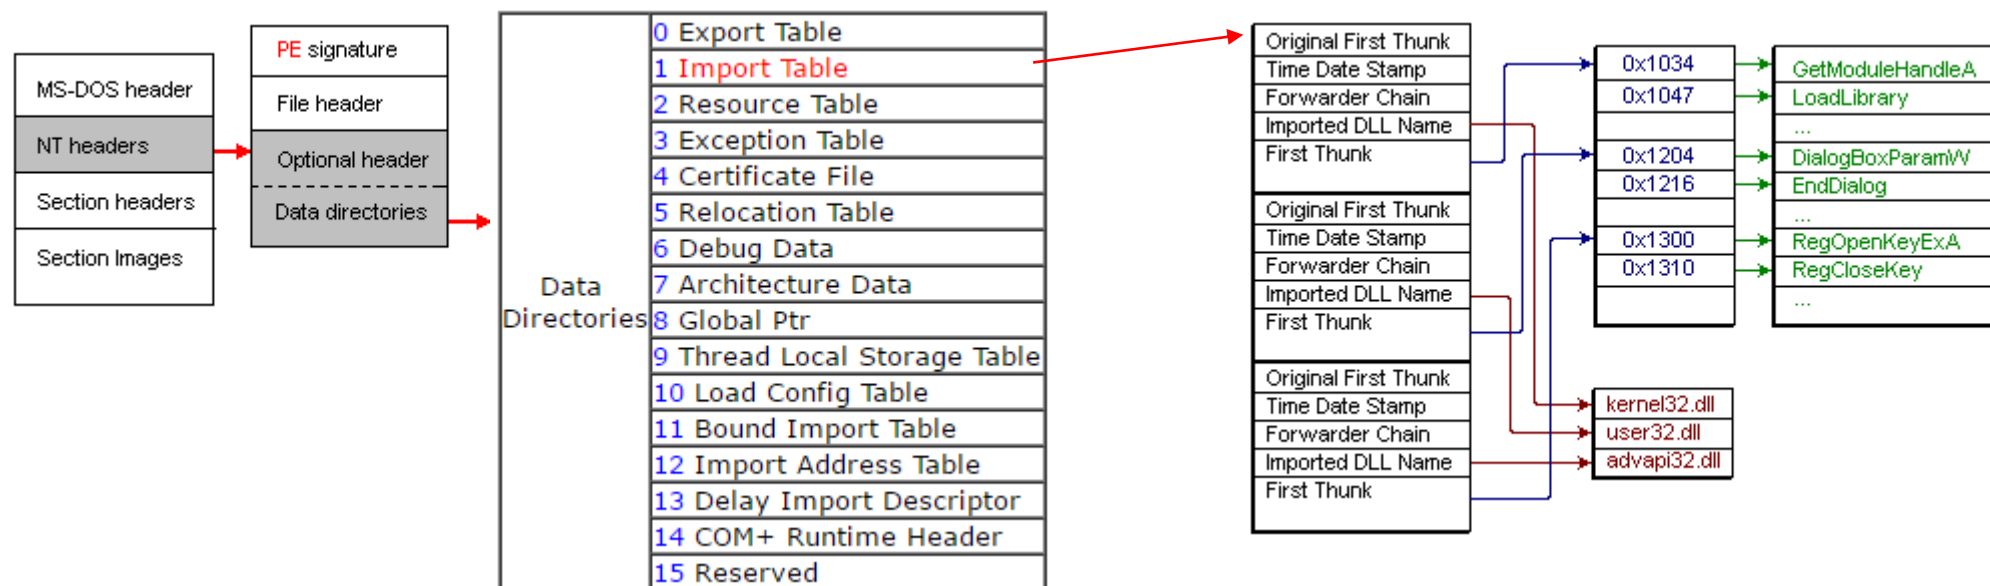 MS-DOS header
NT headers
Section headers
Section Images
PE signature
File header
Optional header
Data directories
Data
Directories
0 Export Table
1 Import Table
2 Resource Table
3 Exception Table
4 Certificate File
5 Relocation Table
6 Debug Data
7 Architecture Data
8 Global Ptr
9 Thread Local Storage Table
10 Load Config Table
11 Bound Import Table
12 Import Address Table
13 Delay Import Descriptor
14 COM+ Runtime Header
15 Reserved
Original First Thunk
Time Date Stamp
Forwarder Chain
Imported DLL Name
First Thunk
Original First Thunk
Time Date Stamp
Forwarder Chain
Imported DLL Name
First Thunk
Original First Thunk
Time Date Stamp
Forwarder Chain
Imported DLL Name
First Thunk
0x1034
0x1047
0x1204
0x1216
0x1300
0x1310
GetModuleHandleA
LoadLibrary
...
DialogBoxParamW
EndDialog
...
RegOpenKeyExA
RegCloseKey
...
kernel32.dll
user32.dll
advapi32.dll